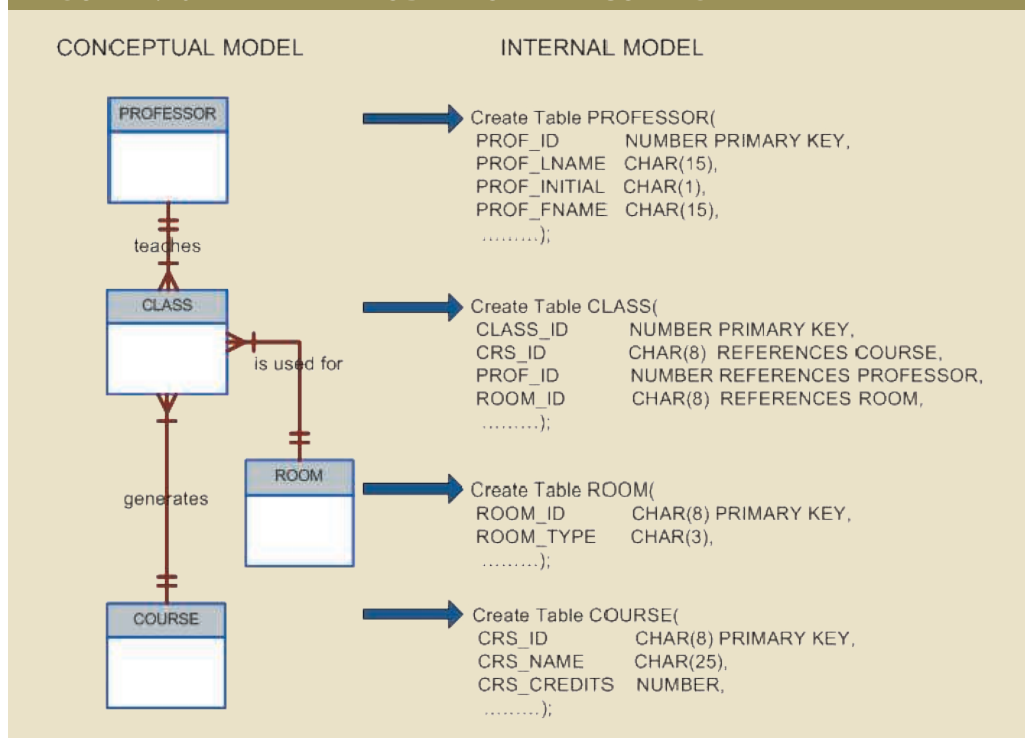 CONCEPTUAL MODEL
INTERNAL MODEL
PROFESSOR
teaches
CLASS
is used for
ROOM
generates
COURSE
Create Table PROFESSOR(
PROF_ID NUMBER PRIMARY KEY,
PROF_LNAME CHAR(15),
PROF_INITIAL CHAR(1),
PROF_FNAME CHAR(15),
.........);
Create Table CLASS(
CLASS_ID NUMBER PRIMARY KEY,
CRS_ID CHAR(8) REFERENCES COURSE,
PROF_ID NUMBER REFERENCES PROFESSOR,
ROOM_ID CHAR(8) REFERENCES ROOM,
.........);
Create Table ROOM(
ROOM_ID CHAR(8) PRIMARY KEY,
ROOM_TYPE CHAR(3),
.........);
Create Table COURSE(
CRS_ID CHAR(8) PRIMARY KEY,
CRS_NAME CHAR(25),
CRS_CREDITS NUMBER,
.........);